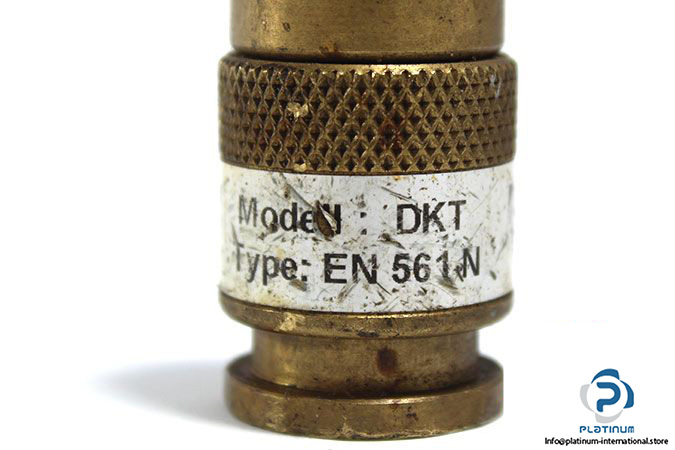 Modell : DKT
Type: EN 561 N
PLATINUM
Info@platinum-international.store